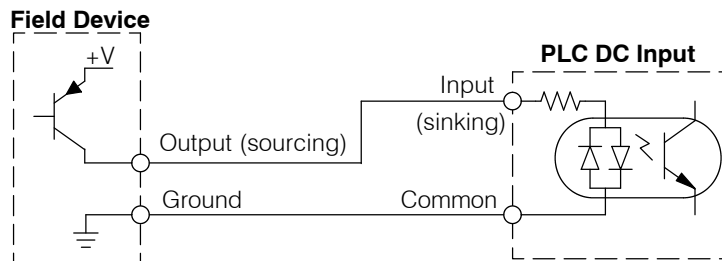 Field Device
+V
PLC DC Input
Input
(sinking)
Output (sourcing)
Ground
Common